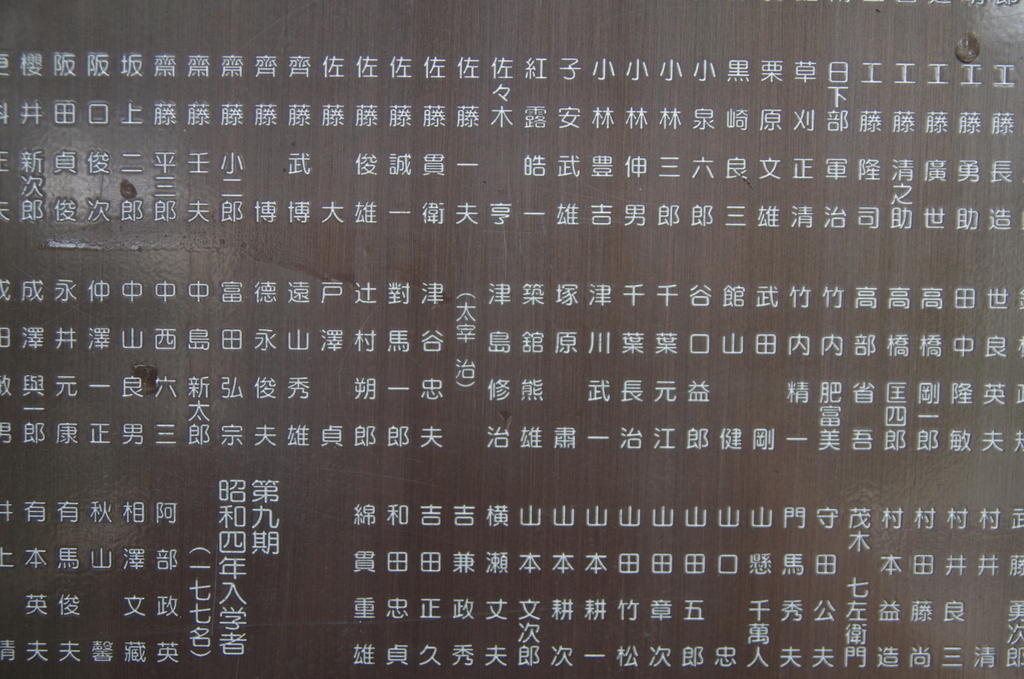 工藤長造
工藤勇助
工藤廣世
工藤清之助
工藤隆司
日下部軍治
草刈正清
栗原文雄
黒崎良三
小泉六郎
小林三郎
小林伸男
小林豊吉
子安武雄
紅露皓一
佐々木亨
佐藤一夫
佐藤貫衛
佐藤誠一
佐藤俊雄
佐藤大
齊藤武博
齊藤博
齋藤小二郎
齋藤壬夫
齋藤平三郎
坂上二郎
阪口俊次
阪田貞俊
櫻井新次郎
世良英夫
田中隆敏
高橋剛一郎
高橋匡四郎
高部省吾
竹内肥富美
竹内精一
武田剛
館山健
谷口益郎
千葉元江
千葉長治
津川武一
塚原肅
築舘熊雄
津島修治
(太宰治)
津谷忠夫
對馬一郎
辻村朔郎
戸澤貞
遠山秀雄
德永俊夫
富田弘宗
中島新太郎
中西六三
中山良男
仲澤一正
永井元康
成澤與一郎
武藤勇次郎
村井清
村井良三
村田藤尚
村本益造
茂木七左衛門
守田公夫
門馬秀夫
山懸千萬人
山口忠
山田五郎
山田章次
山田竹松
山本耕一
山本耕次
山本文次郎
横瀬丈夫
吉兼政秀
吉田正久
和田忠貞
綿貫重雄
第九期
昭和四年入学者
(一七七名)
阿部政英
相澤文藏
秋山馨
有馬俊夫
有本英夫
井上清